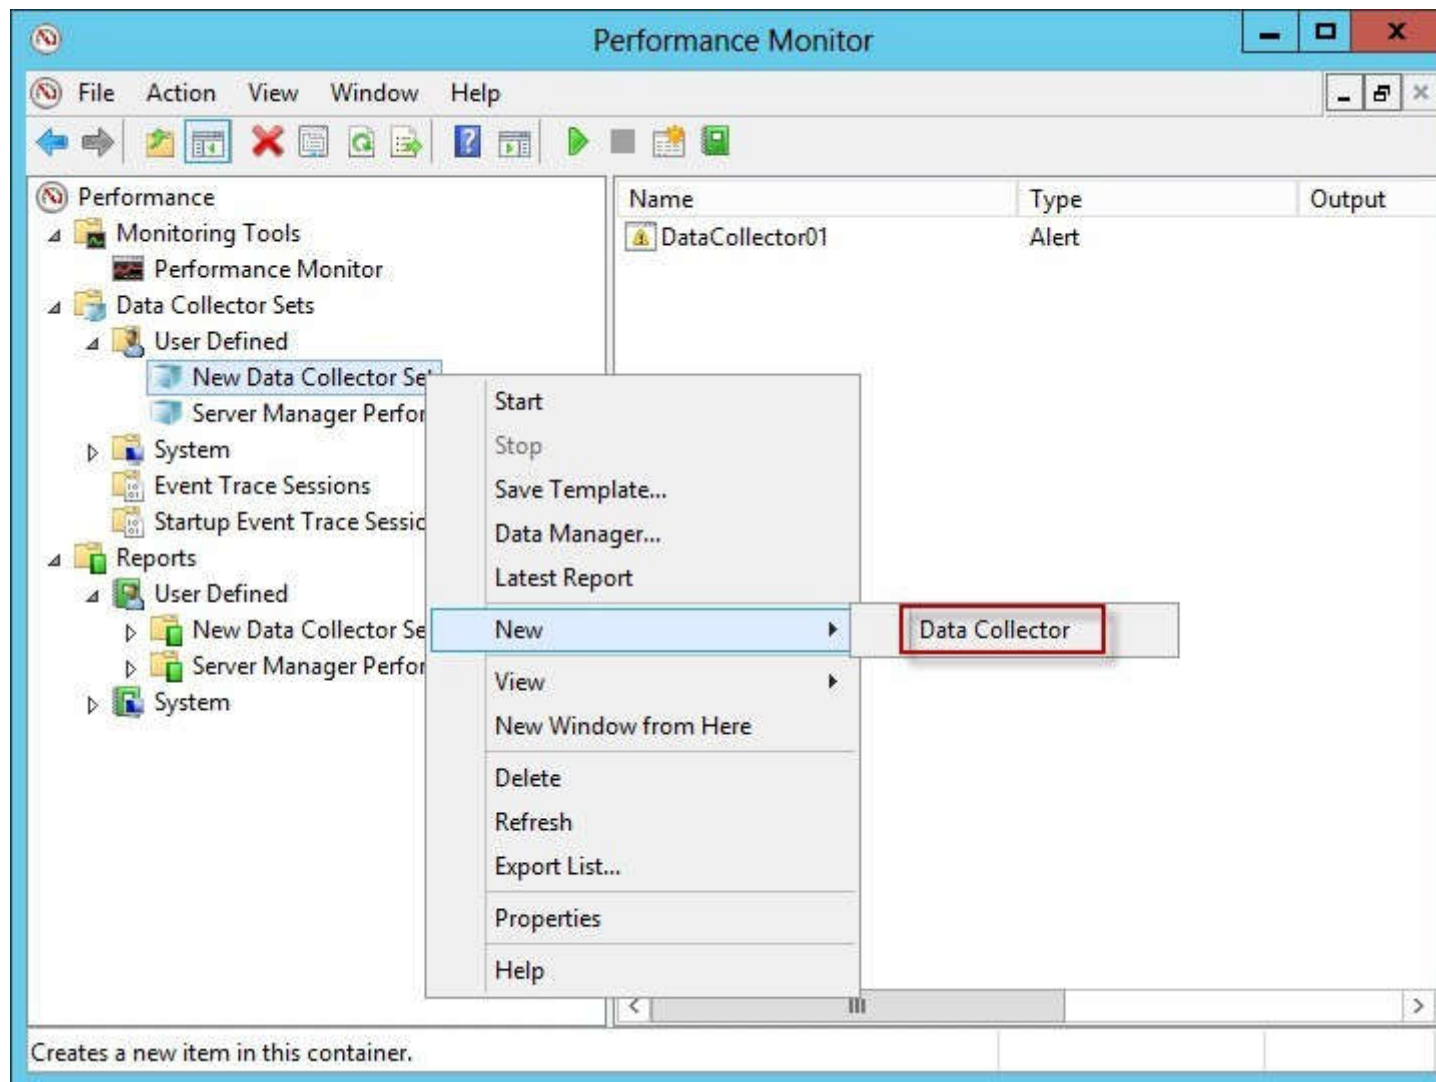 Performance Monitor
File Action View Window Help
Performance
Monitoring Tools
Performance Monitor
Data Collector Sets
User Defined
New Data Collector Se
Server Manager Perfor
System
Event Trace Sessions
Startup Event Trace Sessic
Reports
User Defined
New Data Collector Se
Server Manager Perfor
System
Name Type Output
DataCollector01 Alert
Start
Stop
Save Template...
Data Manager...
Latest Report
New
View
New Window from Here
Delete
Refresh
Export List...
Properties
Help
Data Collector
Creates a new item in this container.